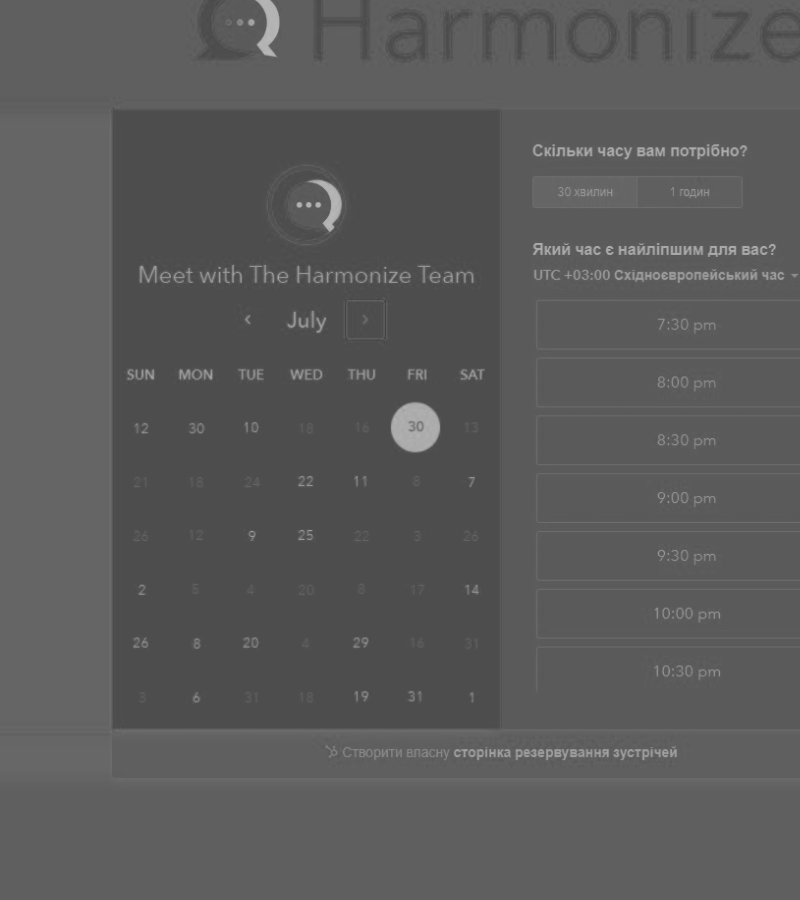 Harmonize
Meet with The Harmonize Team
July
SUN MON TUE WED THU FRI SAT
12 30 10 18 16 30 13
21 18 24 22 11 8 7
26 12 9 25 22 3 26
2 5 4 20 8 17 14
26 8 20 4 29 16 31
3 6 31 18 19 31 1
Скільки часу вам потрібно?
30 хвилин 1 годин
Який час є найліпшим для вас?
UTC +03:00 Східноєвропейський час
7:30 pm
8:00 pm
8:30 pm
9:00 pm
9:30 pm
10:00 pm
10:30 pm
Створити власну сторінка резервування зустрічей